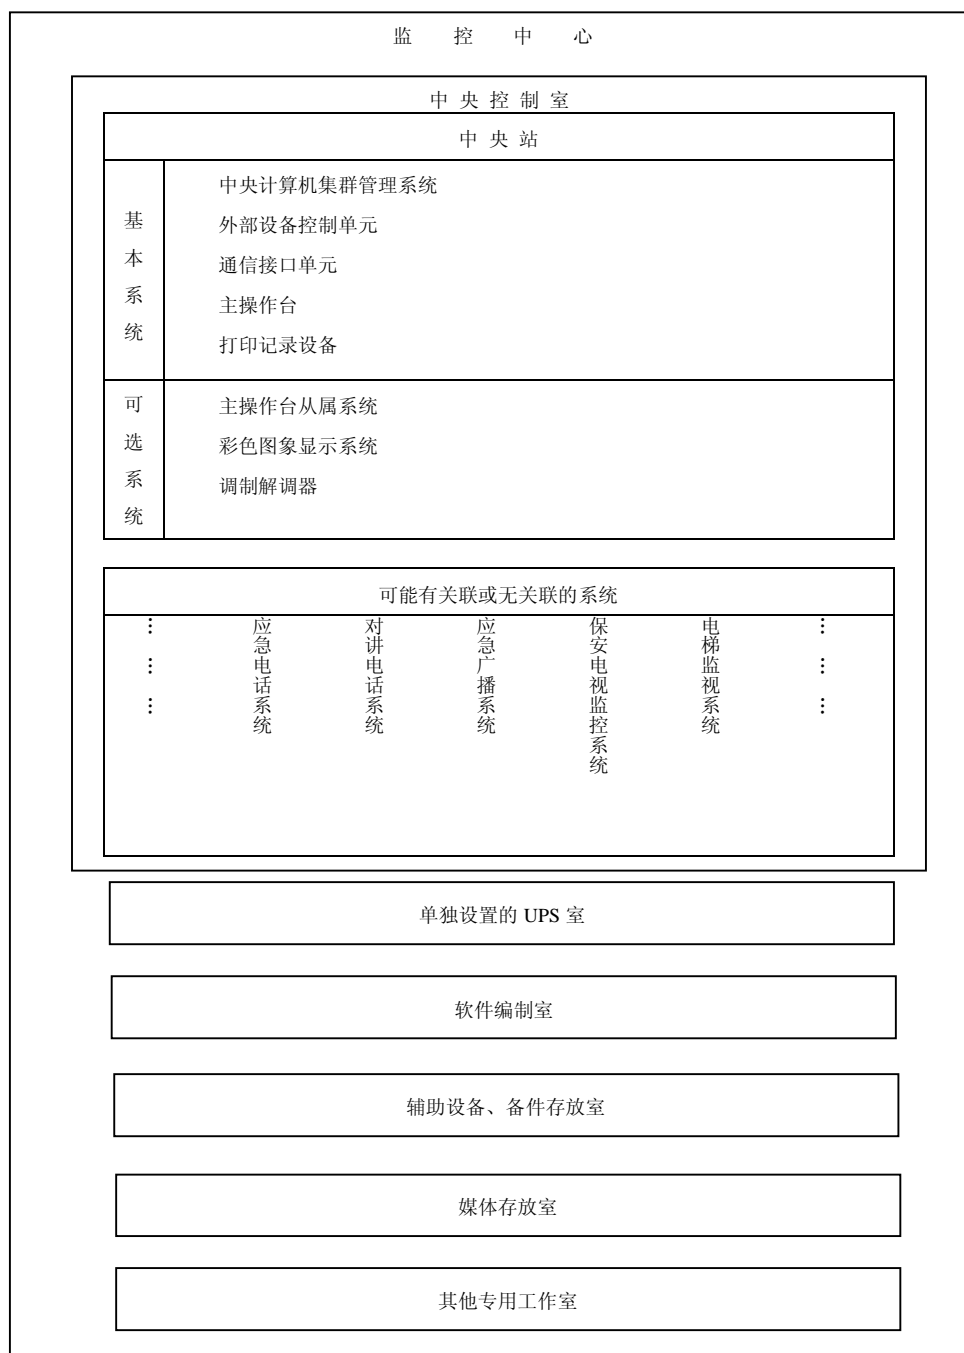 监 控 中 心
中 央 控 制 室
中 央 站
基本系统
中央计算机集群管理系统
外部设备控制单元
通信接口单元
主操作台
打印记录设备
可选系统
主操作台从属系统
彩色图象显示系统
调制解调器
可能有关联或无关联的系统
………
应急电话系统
对讲电话系统
应急广播系统
保安电视监控系统
电梯监视系统
………
单独设置的 UPS 室
软件编制室
辅助设备、备件存放室
媒体存放室
其他专用工作室